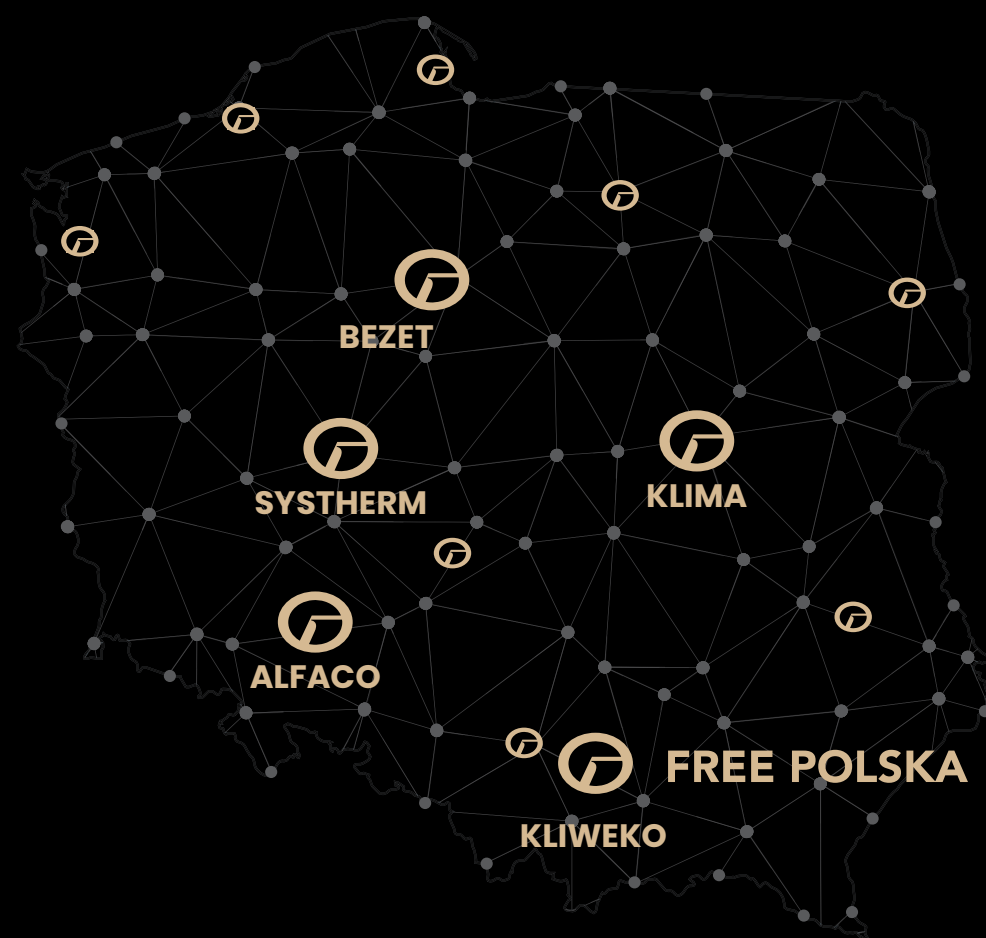 BEZET
SYSTHERM
KLIMA
ALFACO
FREE POLSKA
KLIWEKO